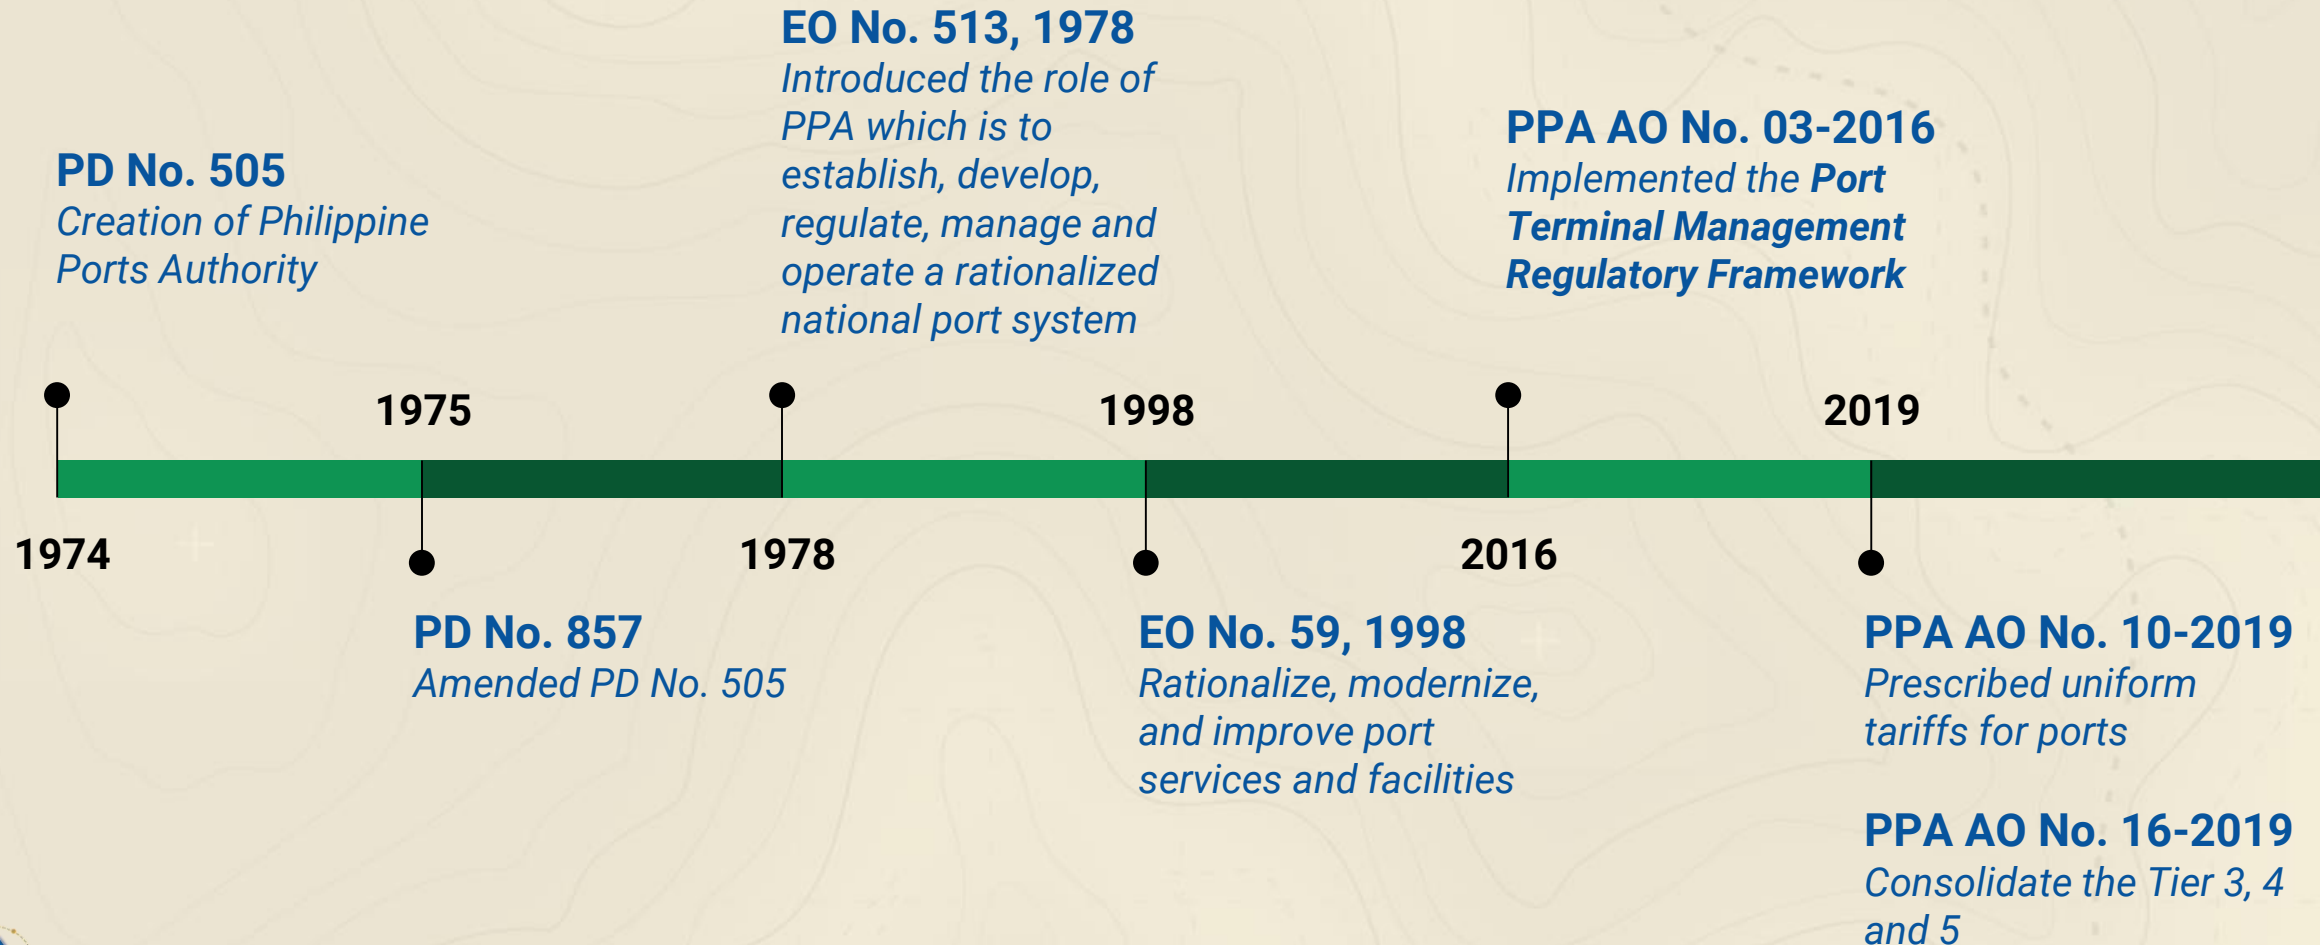 EO No. 513, 1978
Introduced the role of
PPA which is to
establish, develop,
regulate, manage and
operate a rationalized
national port system
PPA AO No. 03-2016
Implemented the Port
Terminal Management
Regulatory Framework
PD No. 505
Creation of Philippine
Ports Authority
1975
1998
2019
1974
1978
2016
PD No. 857
Amended PD No. 505
EO No. 59, 1998
Rationalize, modernize,
and improve port
services and facilities
PPA AO No. 10-2019
Prescribed uniform
tariffs for ports
PPA AO No. 16-2019
Consolidate the Tier 3, 4
and 5